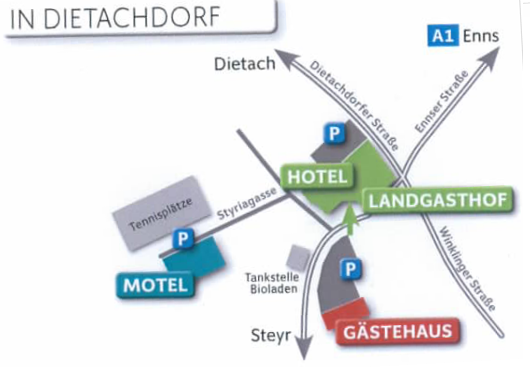 IN DIETACHDORF
A1 Enns
Dietach
Dietachdorfer Straße
Ennser Straße
P
HOTEL
LANDGASTHOF
Styriagasse
Tennisplätze
P
MOTEL
Tankstelle
Bioladen
P
Winklinger Straße
Steyr
GÄSTEHAUS